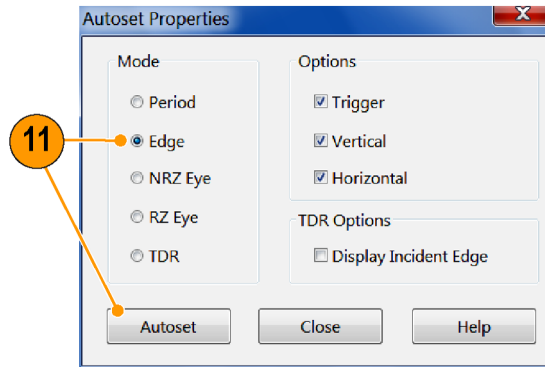 Autoset Properties
X
Mode
Period
Edge
NRZ Eye
RZ Eye
TDR
Options
Trigger
Vertical
Horizontal
TDR Options
Display Incident Edge
11
Autoset
Close
Help